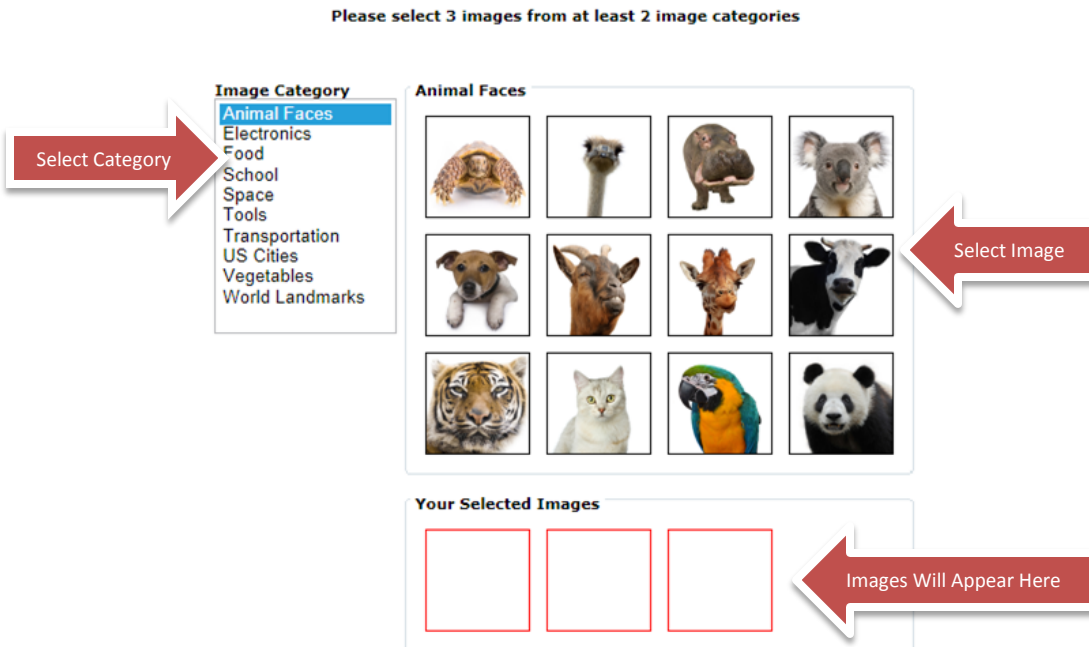 Please select 3 images from at least 2 image categories
Image Category
Animal Faces
Electronics
Food
School
Space
Tools
Transportation
US Cities
Vegetables
World Landmarks
Select Category
Animal Faces
Select Image
Your Selected Images
Images Will Appear Here